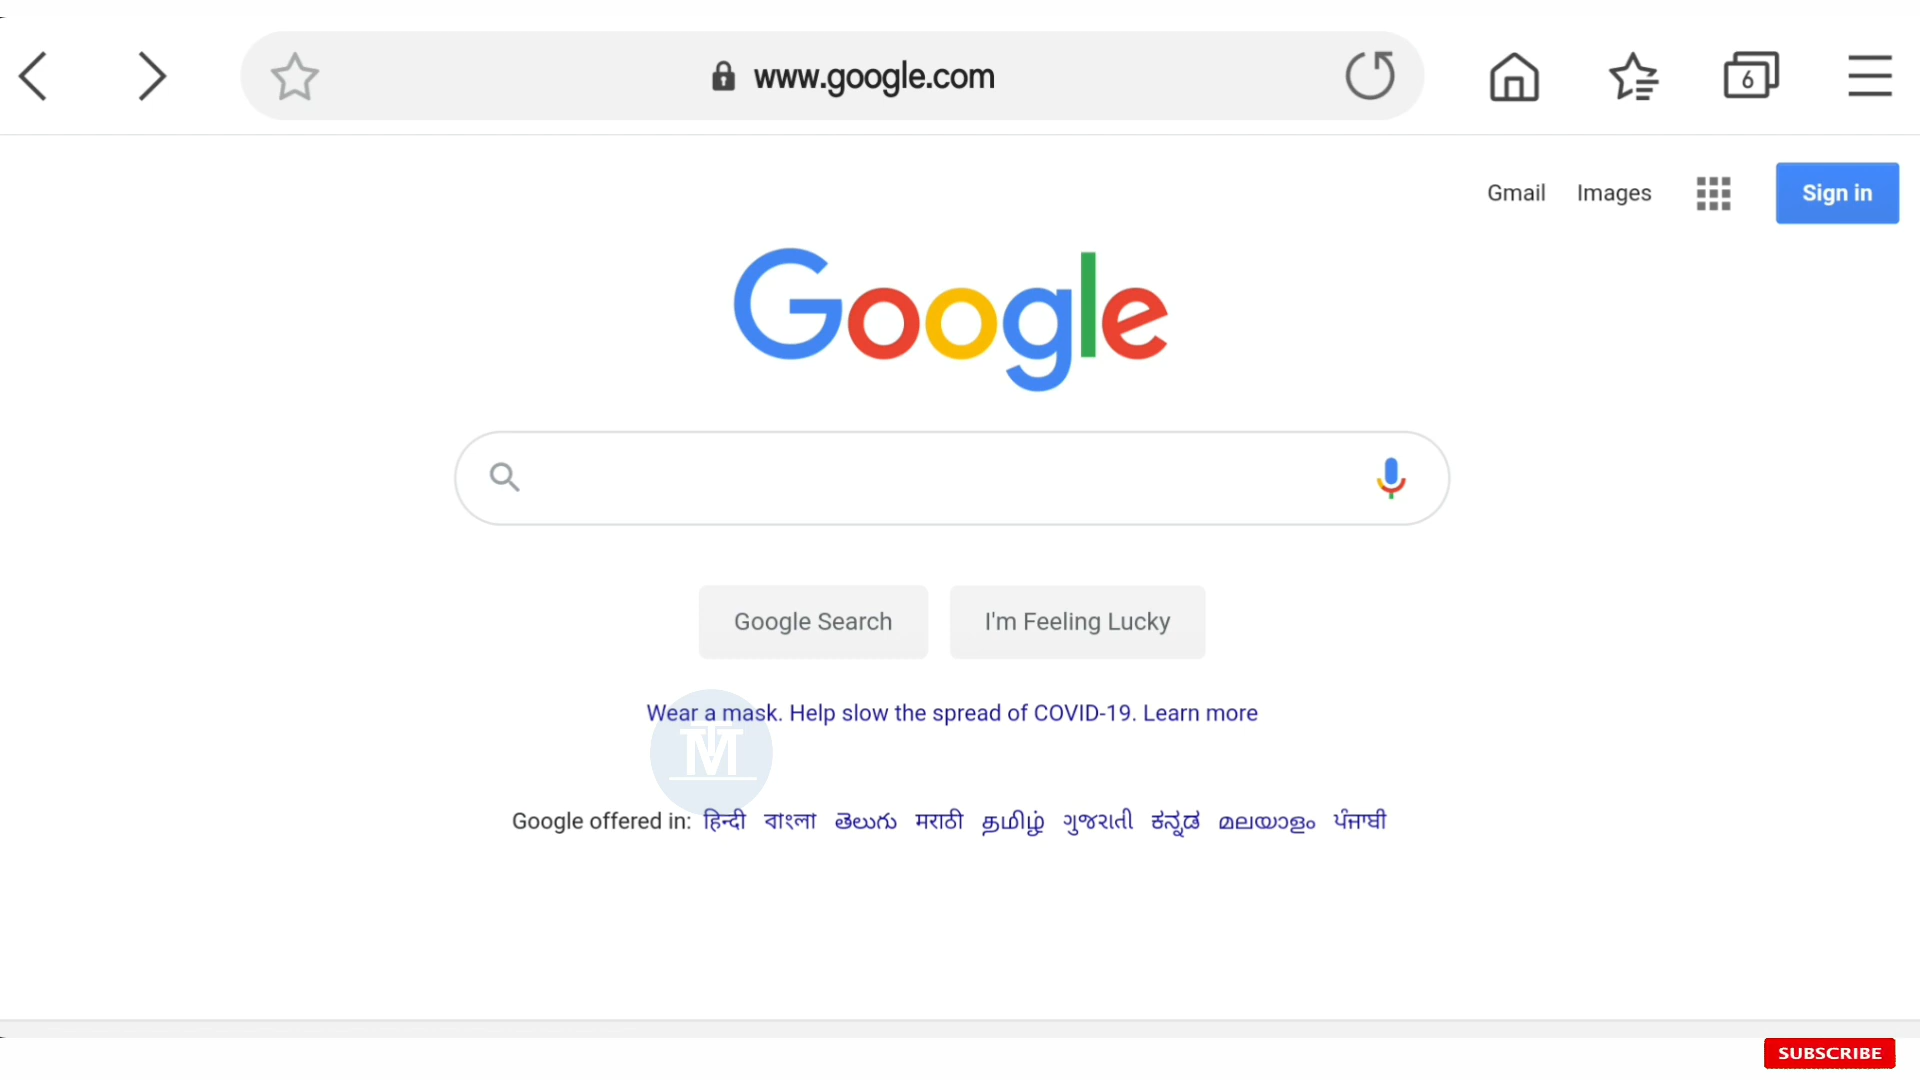 www.google.com
6
Gmail Images Sign in
Google
Google Search I'm Feeling Lucky
Wear a mask. Help slow the spread of COVID-19. Learn more
TM
Google offered in: हिन्दी বাংলা తెలుగు मराठी தமிழ் ગુજરાતી ಕನ್ನಡ മലയാളം ਪੰਜਾਬੀ
SUBSCRIBE